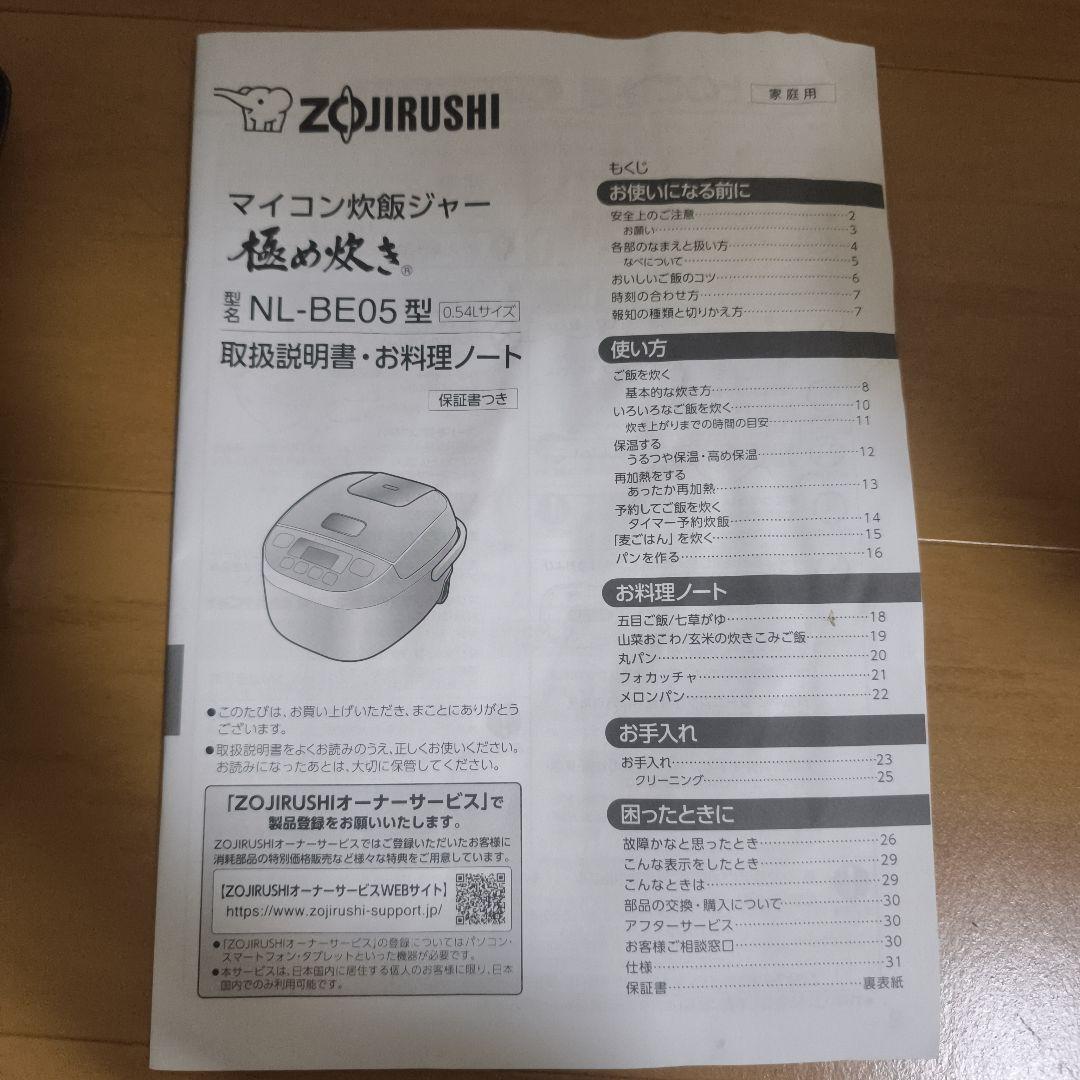 ZOJIRUSHI
家庭用
マイコン炊飯ジャー
極め炊き®
型名 NL-BE05型 0.54Lサイズ
取扱説明書・お料理ノート
保証書つき
●このたびは、お買い上げいただき、まことにありがとう
ございます。
●取扱説明書をよくお読みのうえ、正しくお使いください。
お読みになったあとは、大切に保管してください。
「ZOJIRUSHIオーナーサービス」で
製品登録をお願いいたします。
ZOJIRUSHIオーナーサービスではご登録いただいたお客様に
消耗部品の特別価格販売など様々な特典をご用意しています。
【ZOJIRUSHIオーナーサービスWEBサイト】
https://www.zojirushi-support.jp/
●「ZOJIRUSHIオーナーサービス」の登録についてはパソコン・
スマートフォン・タブレットといった機器が必要です。
●本サービスは、日本国内に居住する個人のお客様に限り、日本
国内でのみ利用可能です。
もくじ
お使いになる前に
安全上のご注意…2
お願い…3
各部のなまえと扱い方…4
なべについて…5
おいしいご飯のコツ…6
時刻の合わせ方…7
報知の種類と切りかえ方…7
使い方
ご飯を炊く
基本的な炊き方…8
いろいろなご飯を炊く…10
炊き上がりまでの時間の目安…11
保温する
うるつや保温・高め保温…12
再加熱をする
あったか再加熱…13
予約してご飯を炊く
タイマー予約炊飯…14
「麦ごはん」を炊く…15
パンを作る…16
お料理ノート
五目ご飯/七草がゆ…18
山菜おこわ/玄米の炊きこみご飯…19
丸パン…20
フォカッチャ…21
メロンパン…22
お手入れ
お手入れ…23
クリーニング…25
困ったときに
故障かなと思ったとき…26
こんな表示をしたとき…29
こんなときは…29
部品の交換・購入について…30
アフターサービス…30
お客様ご相談窓口…30
仕様…31
保証書…裏表紙